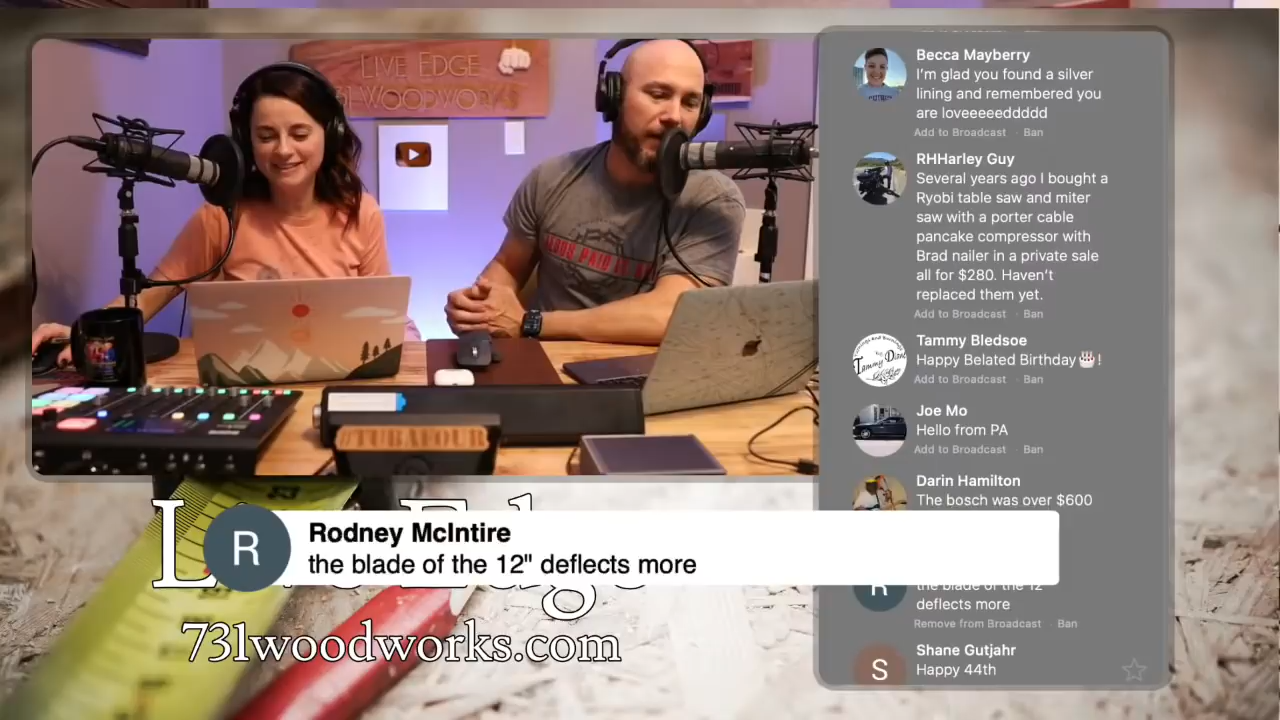 LIVE EDGE
731 WOODWORKS
#TUBAFOUR
Becca Mayberry
I'm glad you found a silver
lining and remembered you
are loveeeeddddd
Add to Broadcast · Ban
RHHarley Guy
Several years ago I bought a
Ryobi table saw and miter
saw with a porter cable
pancake compressor with
Brad nailer in a private sale
all for $280. Haven't
replaced them yet.
Add to Broadcast · Ban
Tammy Bledsoe
Happy Belated Birthday🎂!
Add to Broadcast · Ban
Joe Mo
Hello from PA
Add to Broadcast · Ban
Darin Hamilton
The bosch was over $600
R
the blade of the 12"
deflects more
Remove from Broadcast · Ban
S
Shane Gutjahr
Happy 44th
R
Rodney McIntire
the blade of the 12" deflects more
Live Edge
731woodworks.com